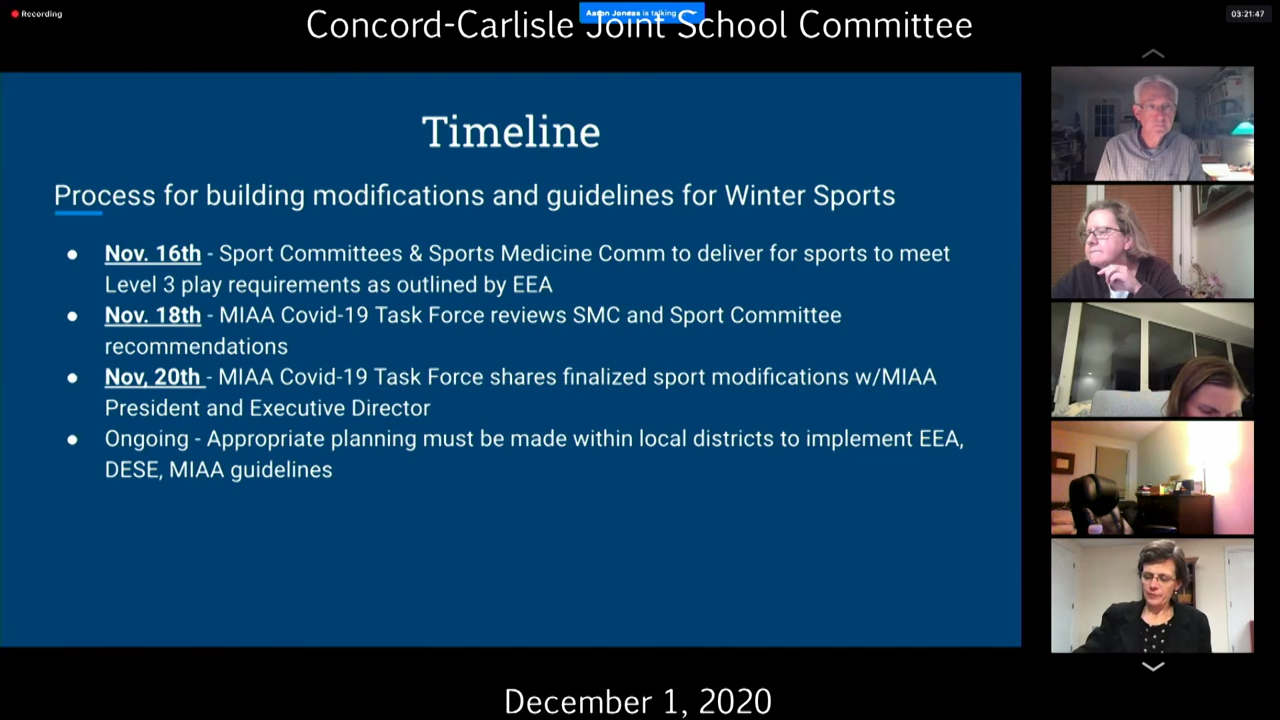 Recording
Aaron Jonaas is talking
03:21:47
Concord-Carlisle Joint School Committee
Timeline
Process for building modifications and guidelines for Winter Sports
● Nov. 16th - Sport Committees & Sports Medicine Comm to deliver for sports to meet
Level 3 play requirements as outlined by EEA
● Nov. 18th - MIAA Covid-19 Task Force reviews SMC and Sport Committee
recommendations
● Nov, 20th - MIAA Covid-19 Task Force shares finalized sport modifications w/MIAA
President and Executive Director
● Ongoing - Appropriate planning must be made within local districts to implement EEA,
DESE, MIAA guidelines
December 1, 2020